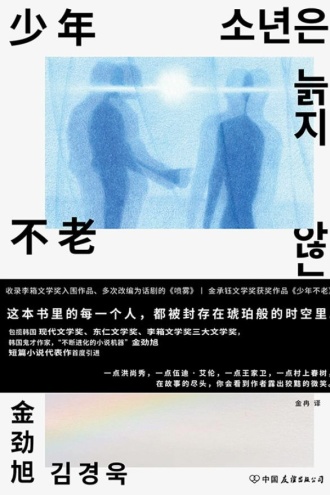 少年
소년은
늙지
不老
않
收录李箱文学奖入围作品、多次改编为话剧的《喷雾》｜金承钰文学奖获奖作品《少年不老》
这本书里的每一个人，都被封存在琥珀般的时空里
包揽韩国现代文学奖、东仁文学奖、李箱文学奖三大文学奖，
韩国鬼才作家，“不断进化的小说机器”金劲旭
短篇小说代表作首度引进
一点洪尚秀，一点伍迪·艾伦，一点王家卫，一点村上春树，
在故事的尽头，你会看到作者露出狡黠的微笑。
金冉 译
金劲旭
김경욱
中国友谊出版公司